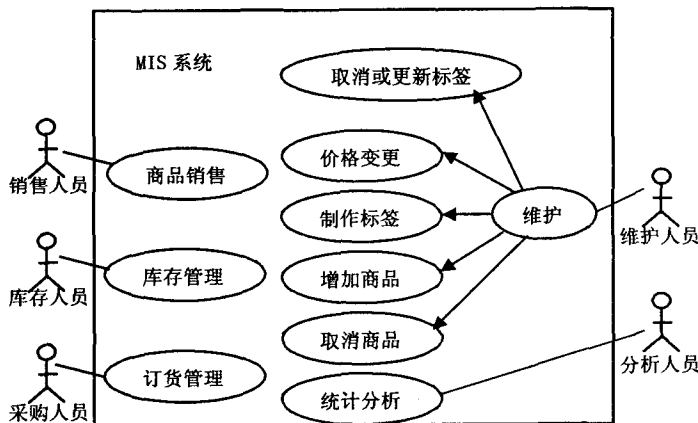 MIS 系统
取消或更新标签
价格变更
商品销售
销售人员
制作标签
维护
维护人员
库存管理
库存人员
增加商品
取消商品
订货管理
采购人员
统计分析
分析人员